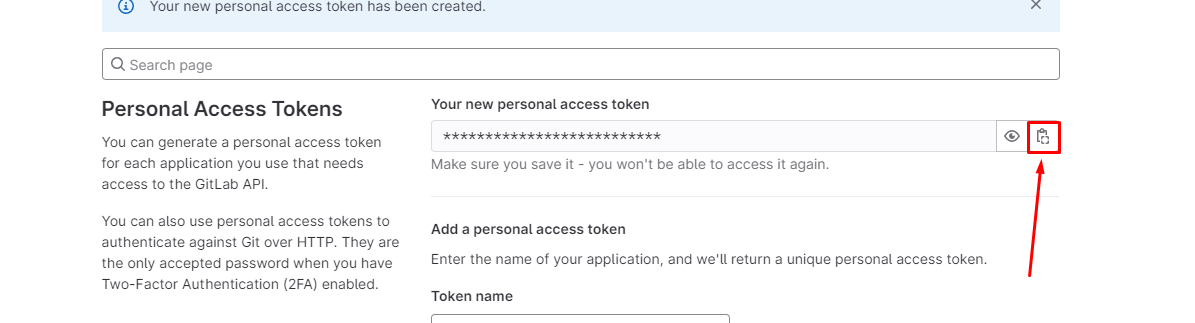 Your new personal access token has been created.
Search page
Personal Access Tokens
You can generate a personal access token
for each application you use that needs
access to the GitLab API.
You can also use personal access tokens to
authenticate against Git over HTTP. They are
the only accepted password when you have
Two-Factor Authentication (2FA) enabled.
Your new personal access token
**************************
Make sure you save it - you won't be able to access it again.
Add a personal access token
Enter the name of your application, and we'll return a unique personal access token.
Token name